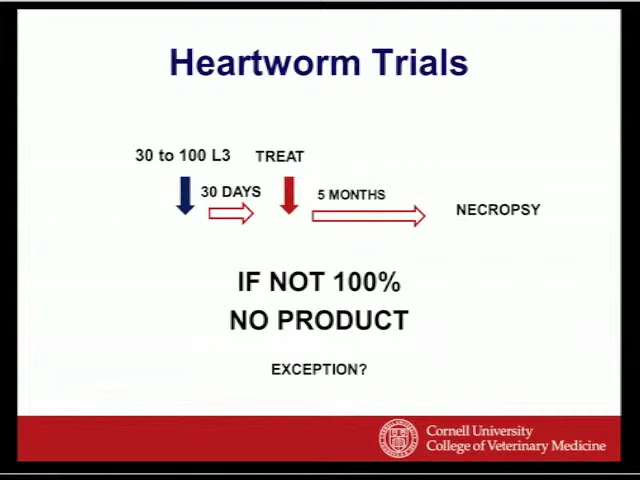 Heartworm Trials
30 to 100 L3 TREAT
30 DAYS 5 MONTHS
NECROPSY
IF NOT 100%
NO PRODUCT
EXCEPTION?
Cornell University
College of Veterinary Medicine